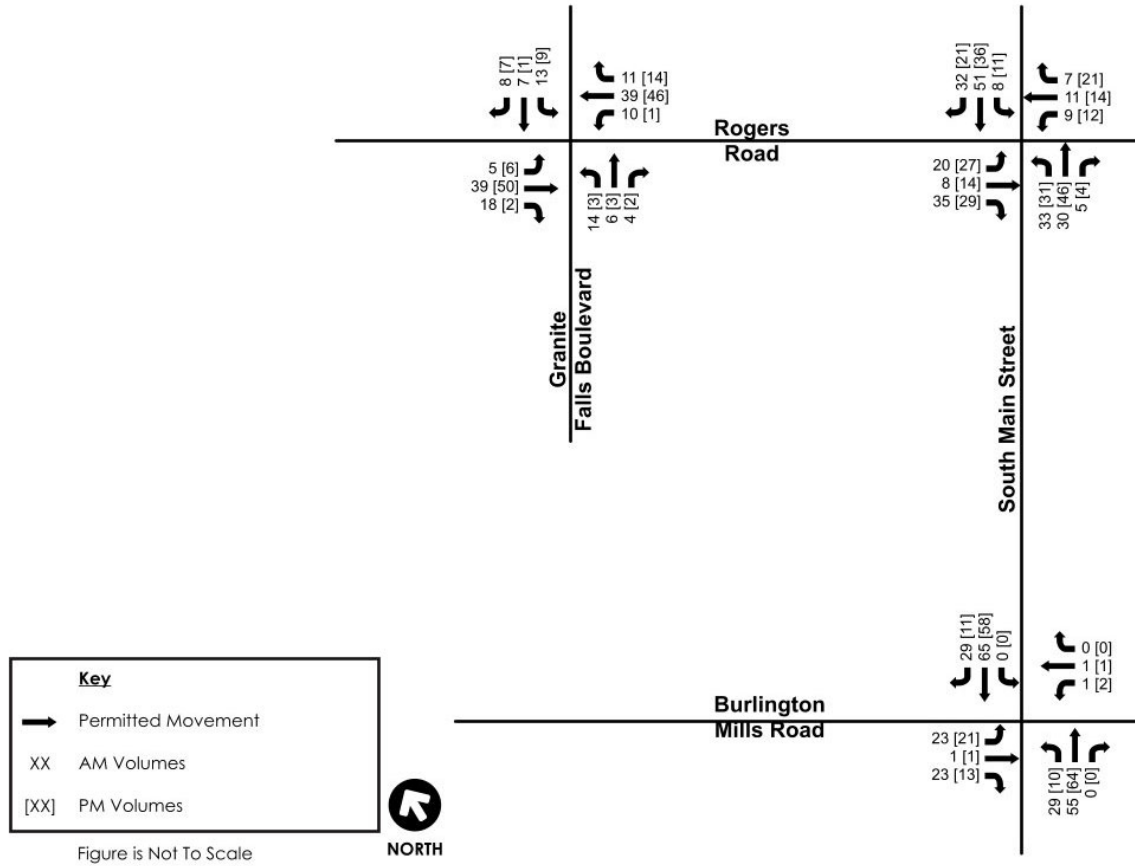 8 [7]
7 [1]
13 [9]
11 [14]
39 [46]
10 [1]
32 [21]
51 [36]
8 [11]
7 [21]
11 [14]
9 [12]
Rogers
Road
5 [6]
39 [50]
18 [2]
14 [3]
6 [3]
4 [2]
20 [27]
8 [14]
35 [29]
33 [31]
30 [46]
5 [4]
Granite
Falls Boulevard
South Main Street
29 [11]
65 [58]
0 [0]
0 [0]
1 [1]
1 [2]
Burlington
Mills Road
23 [21]
1 [1]
23 [13]
29 [10]
55 [64]
0 [0]
Key
Permitted Movement
XX AM Volumes
[XX] PM Volumes
Figure is Not To Scale
NORTH